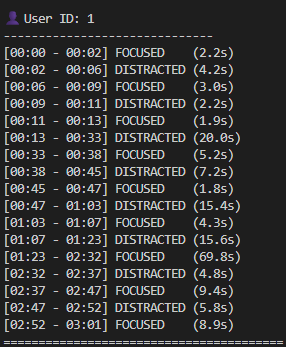 👤 User ID: 1
------------------------------
[00:00 - 00:02] FOCUSED    (2.2s)
[00:02 - 00:06] DISTRACTED (4.2s)
[00:06 - 00:09] FOCUSED    (3.0s)
[00:09 - 00:11] DISTRACTED (2.2s)
[00:11 - 00:13] FOCUSED    (1.9s)
[00:13 - 00:33] DISTRACTED (20.0s)
[00:33 - 00:38] FOCUSED    (5.2s)
[00:38 - 00:45] DISTRACTED (7.2s)
[00:45 - 00:47] FOCUSED    (1.8s)
[00:47 - 01:03] DISTRACTED (15.4s)
[01:03 - 01:07] FOCUSED    (4.3s)
[01:07 - 01:23] DISTRACTED (15.6s)
[01:23 - 02:32] FOCUSED    (69.8s)
[02:32 - 02:37] DISTRACTED (4.8s)
[02:37 - 02:47] FOCUSED    (9.4s)
[02:47 - 02:52] DISTRACTED (5.8s)
[02:52 - 03:01] FOCUSED    (8.9s)
========================================